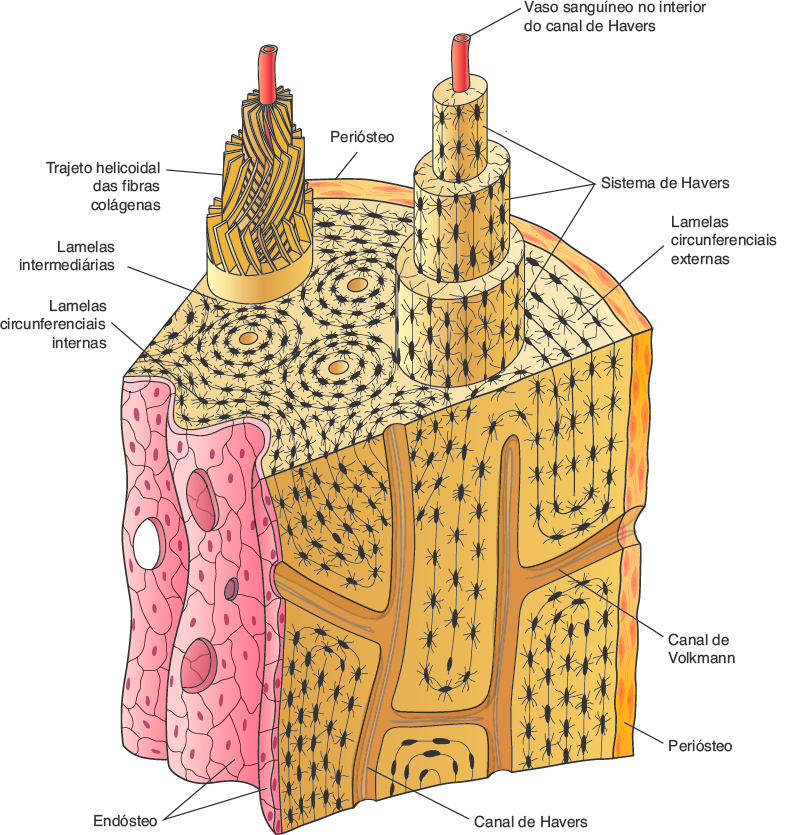 Vaso sanguíneo no interior
do canal de Havers
Periósteo
Trajeto helicoidal
das fibras
colágenas
Sistema de Havers
Lamelas
circunferenciais
externas
Lamelas
intermediárias
Lamelas
circunferenciais
internas
Canal de
Volkmann
Periósteo
Endósteo
Canal de Havers